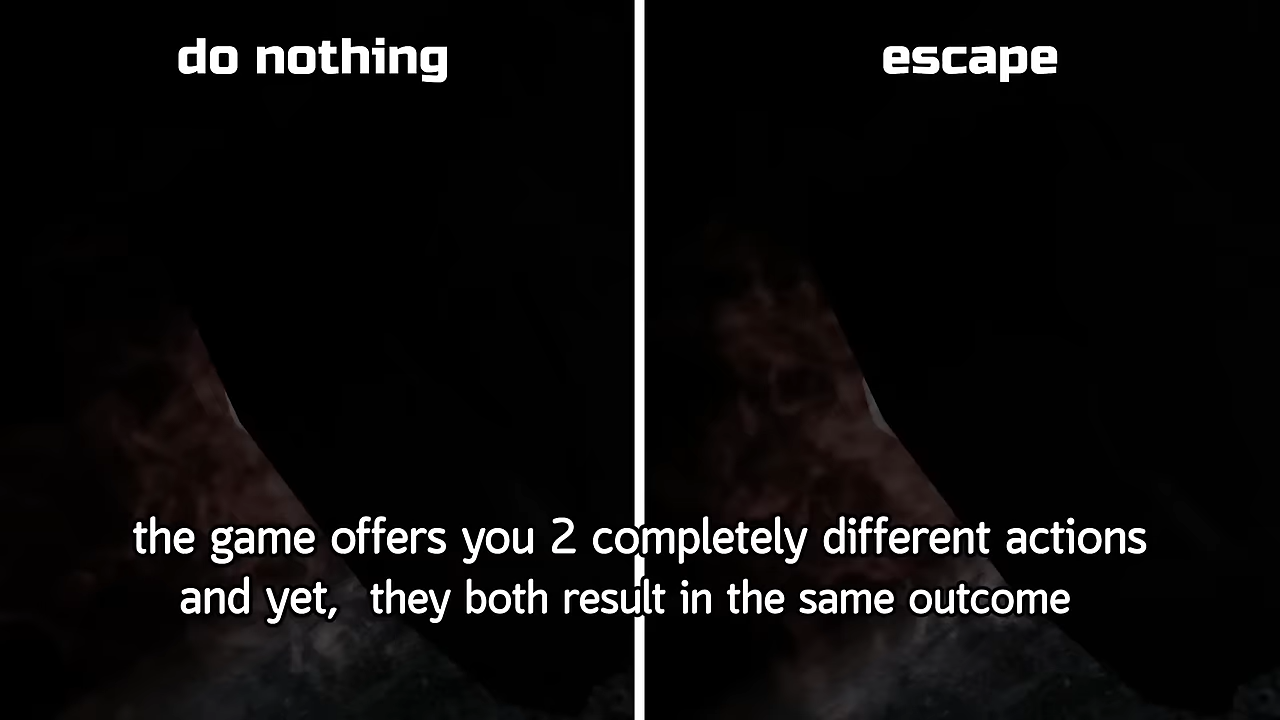 do nothing
escape
the game offers you 2 completely different actions
and yet, they both result in the same outcome